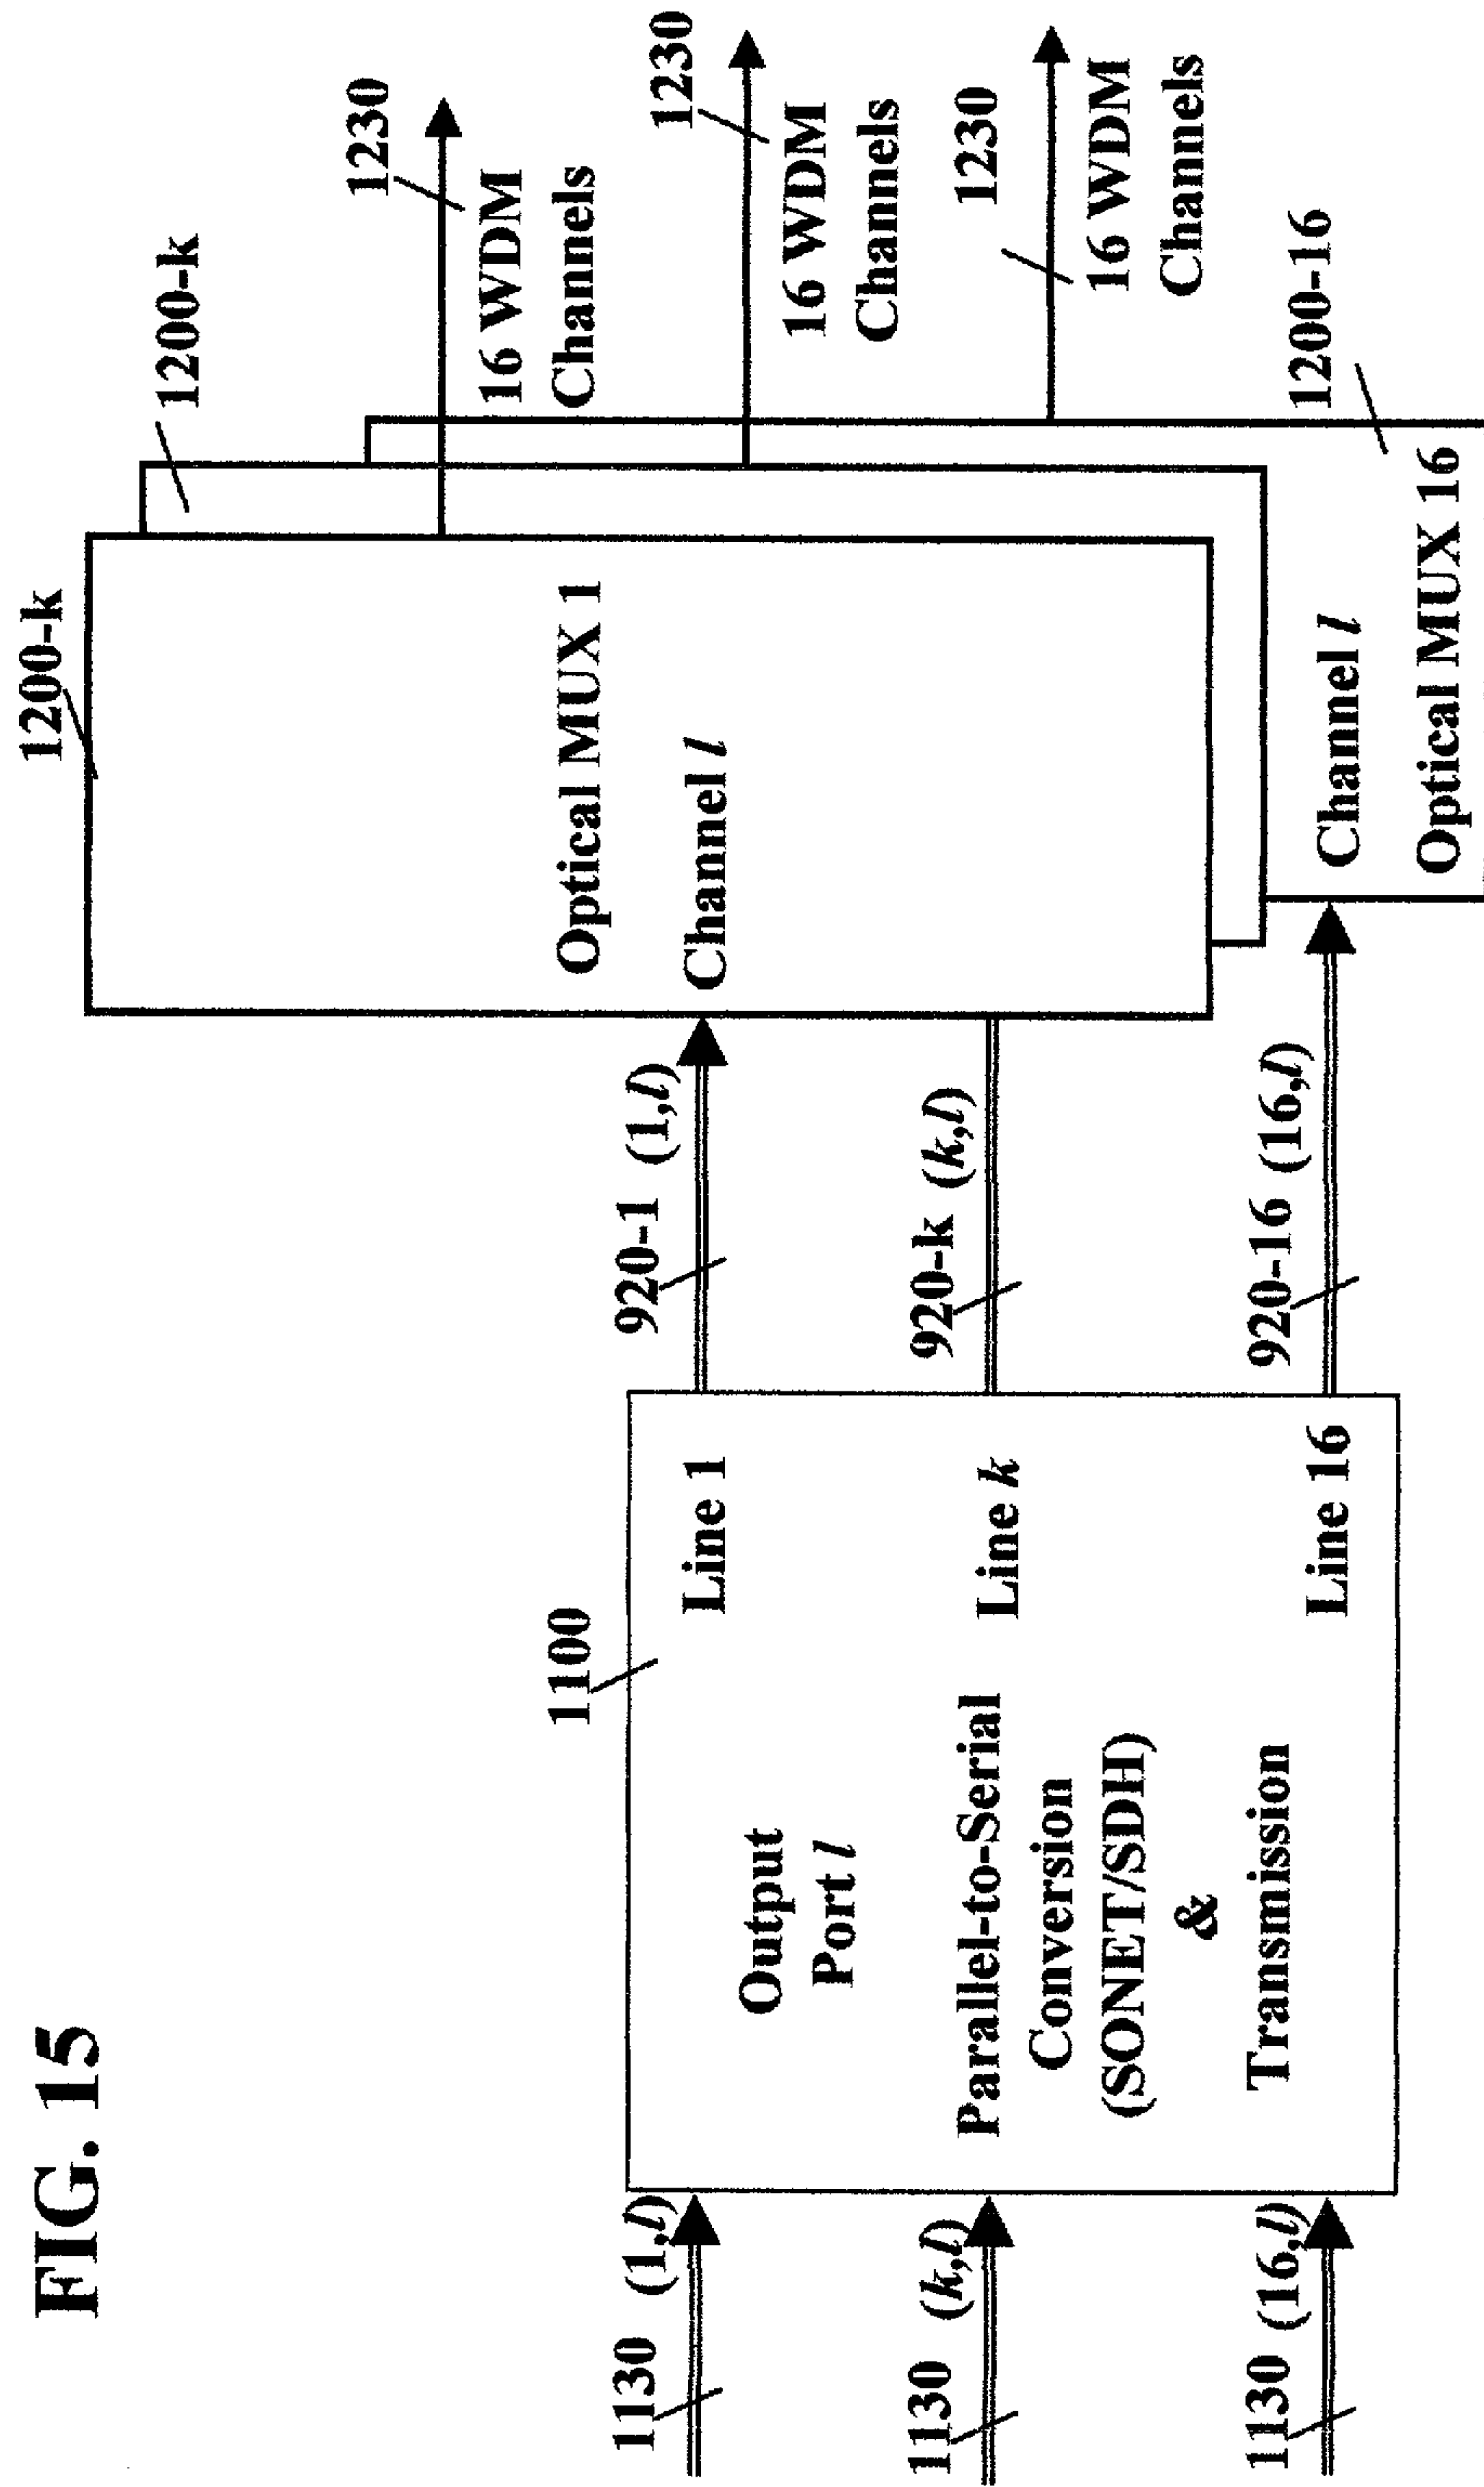 FIG. 15
1130 (1,l)
1130 (k,l)
1130 (16,l)
1100
Output
Port l
Parallel-to-Serial
Conversion
(SONET/SDH)
&
Transmission
Line 1
Line k
Line 16
920-1 (1,l)
920-k (k,l)
920-16 (16,l)
1200-k
Optical MUX 1
Channel l
1200-k
Channel l
Optical MUX 16
1200-16
1230
16 WDM
Channels
1230
16 WDM
Channels
1230
16 WDM
Channels